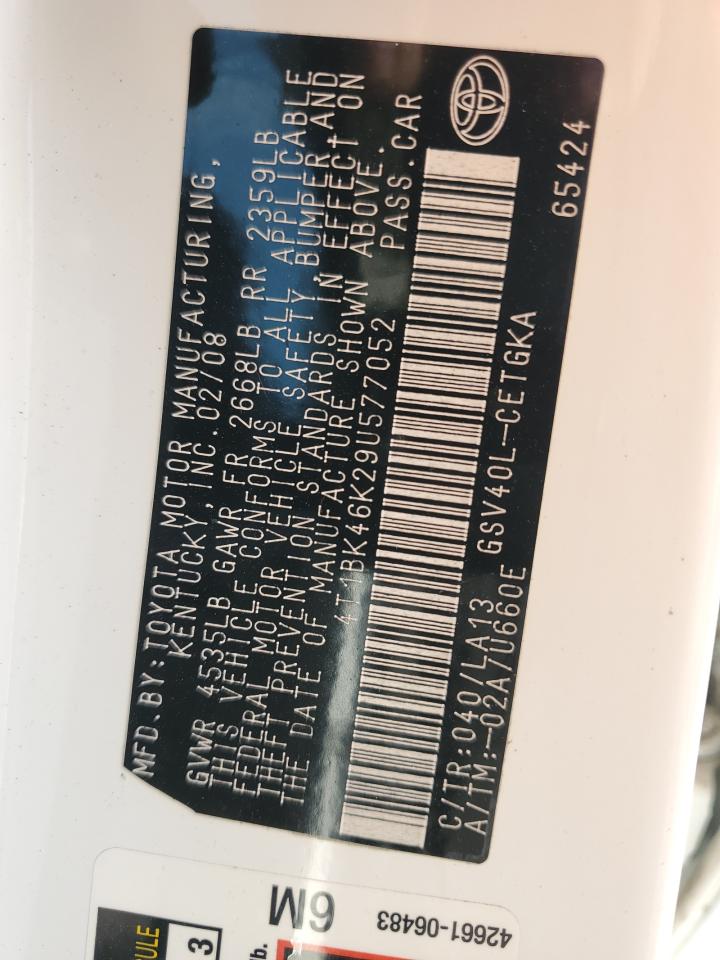 MFD.BY:TOYOTA MOTOR MANUFACTURING,
KENTUCKY, INC. 02/08
GVWR 4535LB GAWR FR 2668LB RR 2359LB
THIS VEHICLE CONFORMS TO ALL APPLICABLE
FEDERAL MOTOR VEHICLE SAFETY, BUMPER, AND
THEFT PREVENTION STANDARDS IN EFFECT ON
THE DATE OF MANUFACTURE SHOWN ABOVE.
4T1BK46K29U577052 PASS.CAR
C/TR:040/LA13
A/TM:-02A/U660E GSV40L-CETGKA
65424
6M
42661-06483
3
lb.